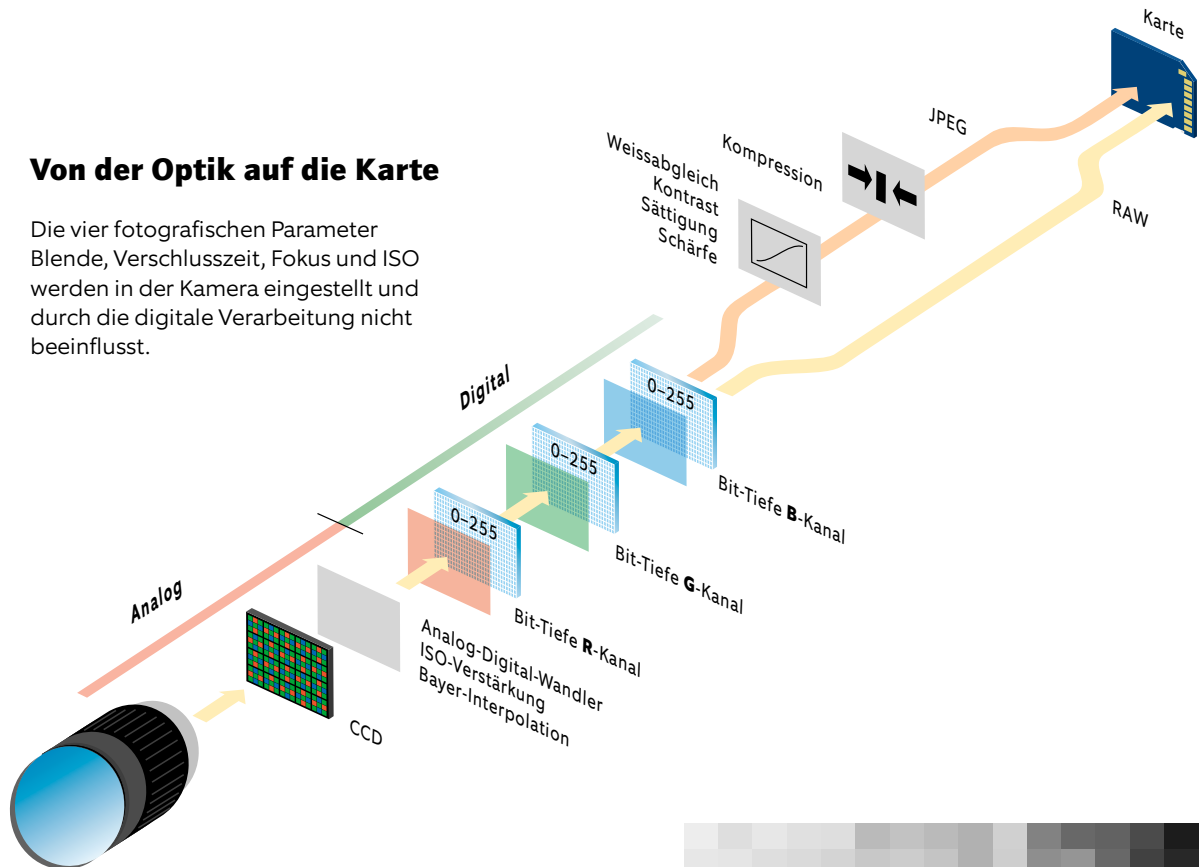 Von der Optik auf die Karte
Die vier fotografischen Parameter
Blende, Verschlusszeit, Fokus und ISO
werden in der Kamera eingestellt und
durch die digitale Verarbeitung nicht
beeinflusst.
Karte
JPEG
RAW
Kompression
Weissabgleich
Kontrast
Sättigung
Schärfe
Digital
Analog
0–255
Bit-Tiefe B-Kanal
0–255
Bit-Tiefe G-Kanal
0–255
Bit-Tiefe R-Kanal
Analog-Digital-Wandler
ISO-Verstärkung
Bayer-Interpolation
CCD